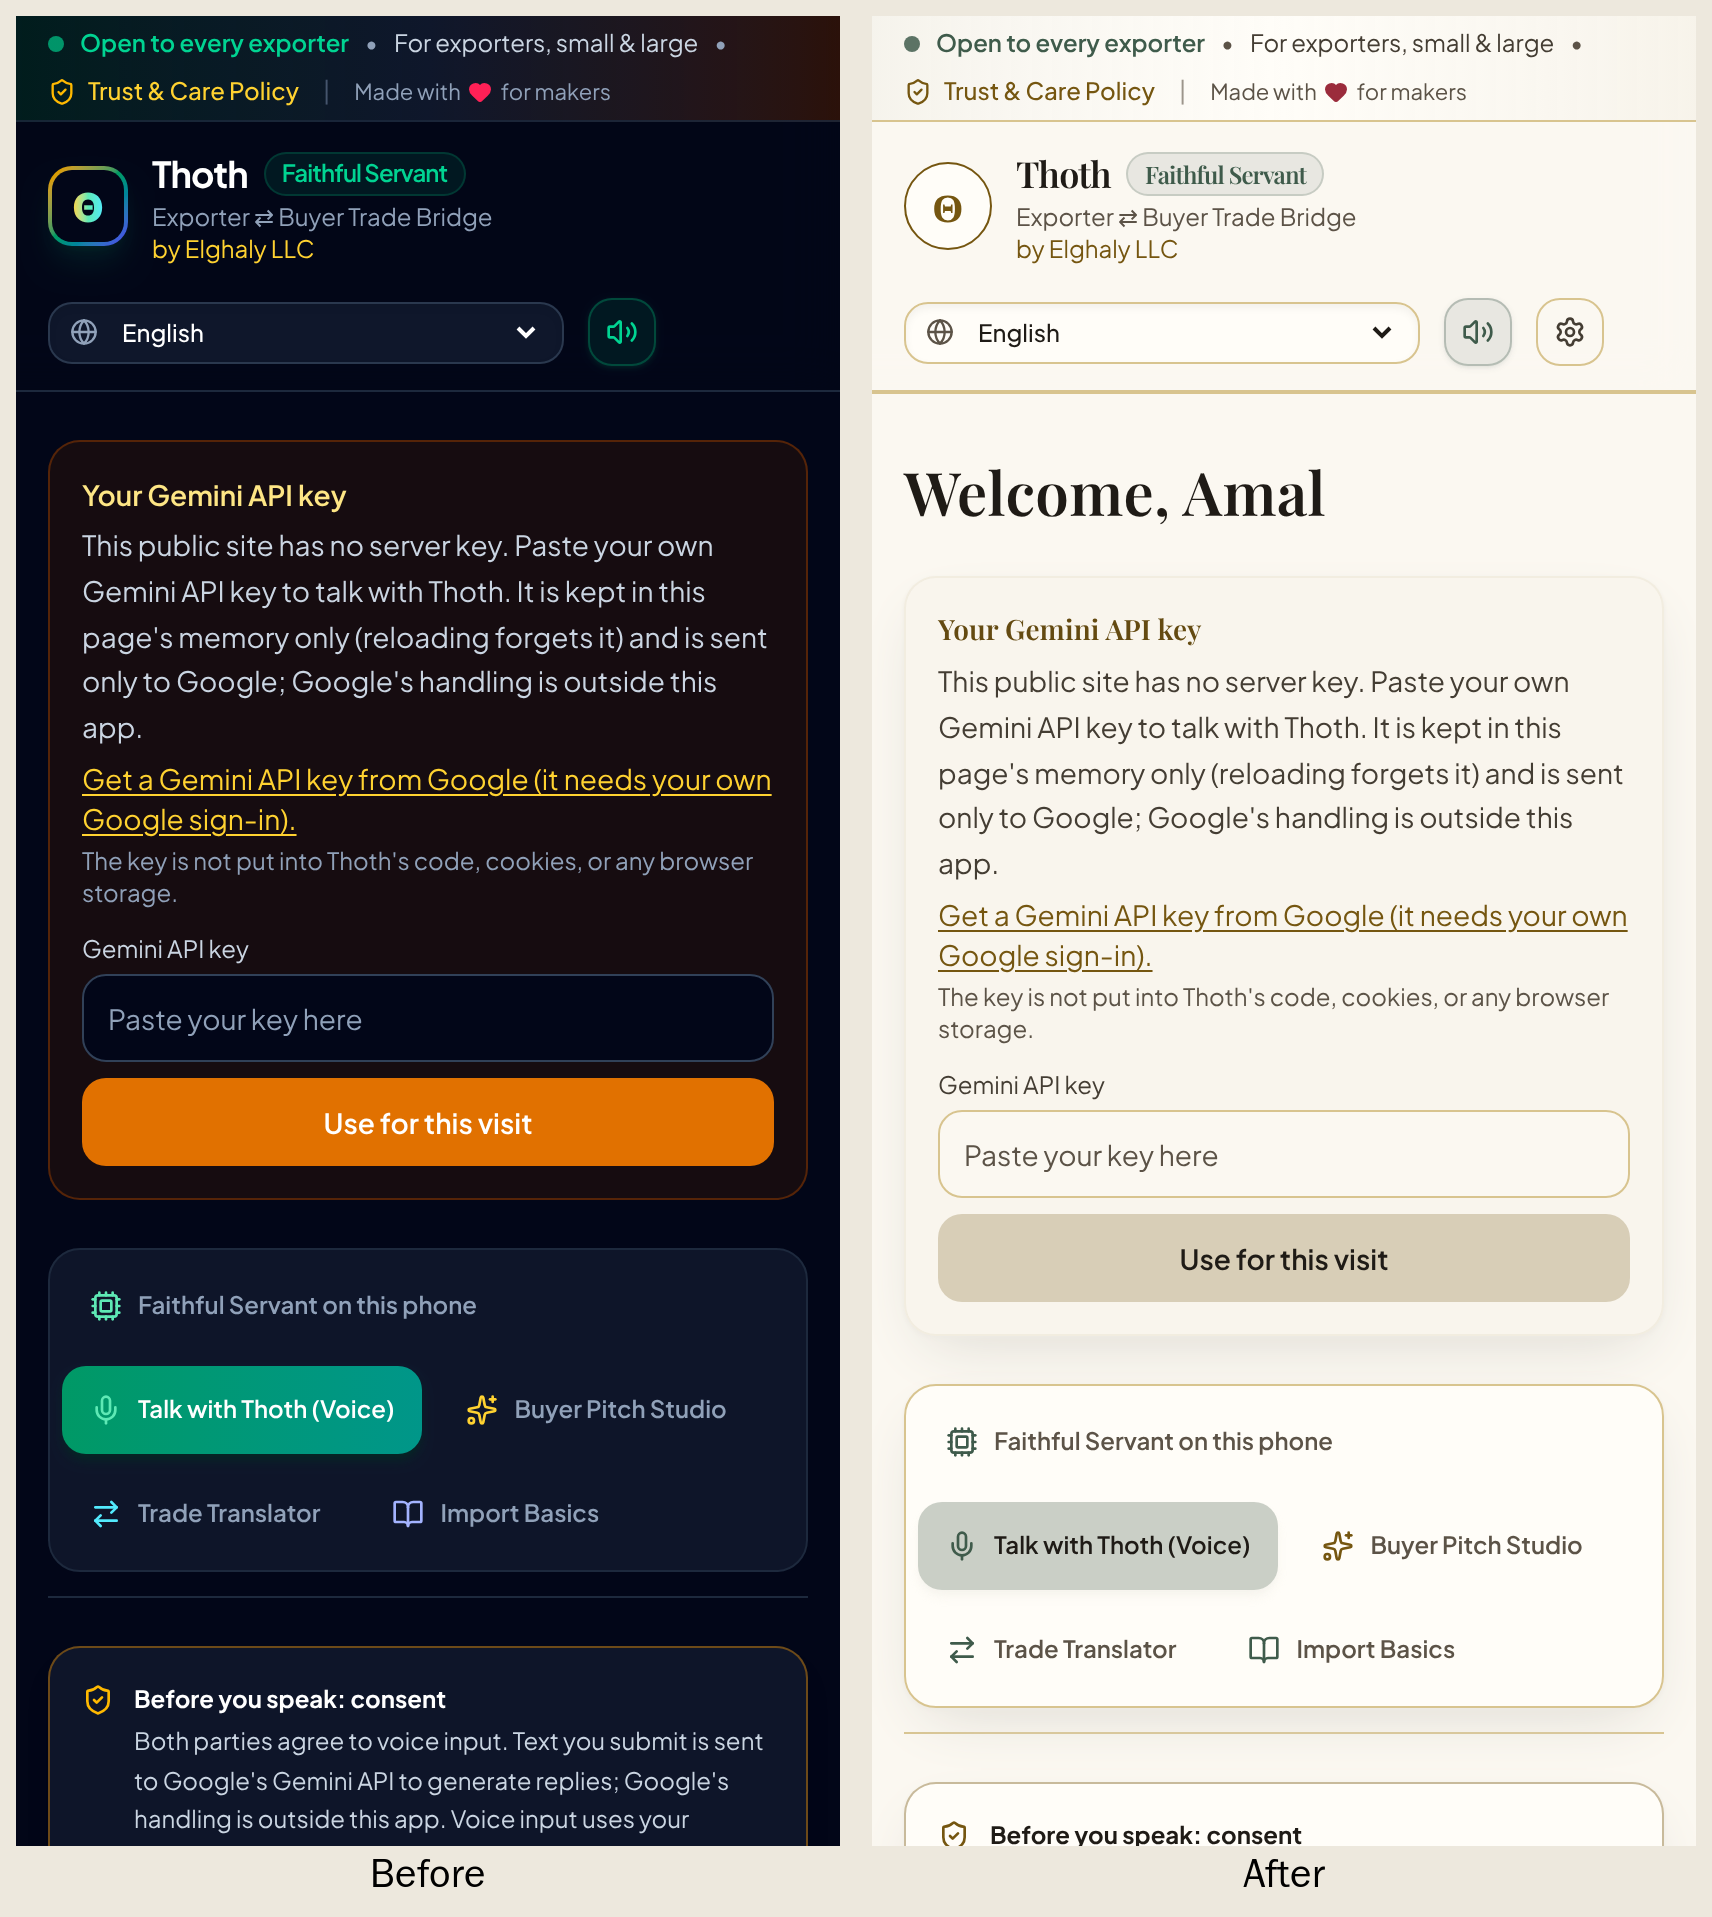 Open to every exporter • For exporters, small & large •
Trust & Care Policy | Made with ❤ for makers
Θ
Thoth Faithful Servant
Exporter ⇄ Buyer Trade Bridge
by Elghaly LLC
English
Your Gemini API key
This public site has no server key. Paste your own
Gemini API key to talk with Thoth. It is kept in this
page's memory only (reloading forgets it) and is sent
only to Google; Google's handling is outside this
app.
Get a Gemini API key from Google (it needs your own
Google sign-in).
The key is not put into Thoth's code, cookies, or any browser
storage.
Gemini API key
Paste your key here
Use for this visit
Faithful Servant on this phone
Talk with Thoth (Voice) Buyer Pitch Studio
Trade Translator Import Basics
Before you speak: consent
Both parties agree to voice input. Text you submit is sent
to Google's Gemini API to generate replies; Google's
handling is outside this app. Voice input uses your
Before
Open to every exporter • For exporters, small & large •
Trust & Care Policy | Made with ❤ for makers
Θ
Thoth Faithful Servant
Exporter ⇄ Buyer Trade Bridge
by Elghaly LLC
English
Welcome, Amal
Your Gemini API key
This public site has no server key. Paste your own
Gemini API key to talk with Thoth. It is kept in this
page's memory only (reloading forgets it) and is sent
only to Google; Google's handling is outside this
app.
Get a Gemini API key from Google (it needs your own
Google sign-in).
The key is not put into Thoth's code, cookies, or any browser
storage.
Gemini API key
Paste your key here
Use for this visit
Faithful Servant on this phone
Talk with Thoth (Voice) Buyer Pitch Studio
Trade Translator Import Basics
Before you speak: consent
After